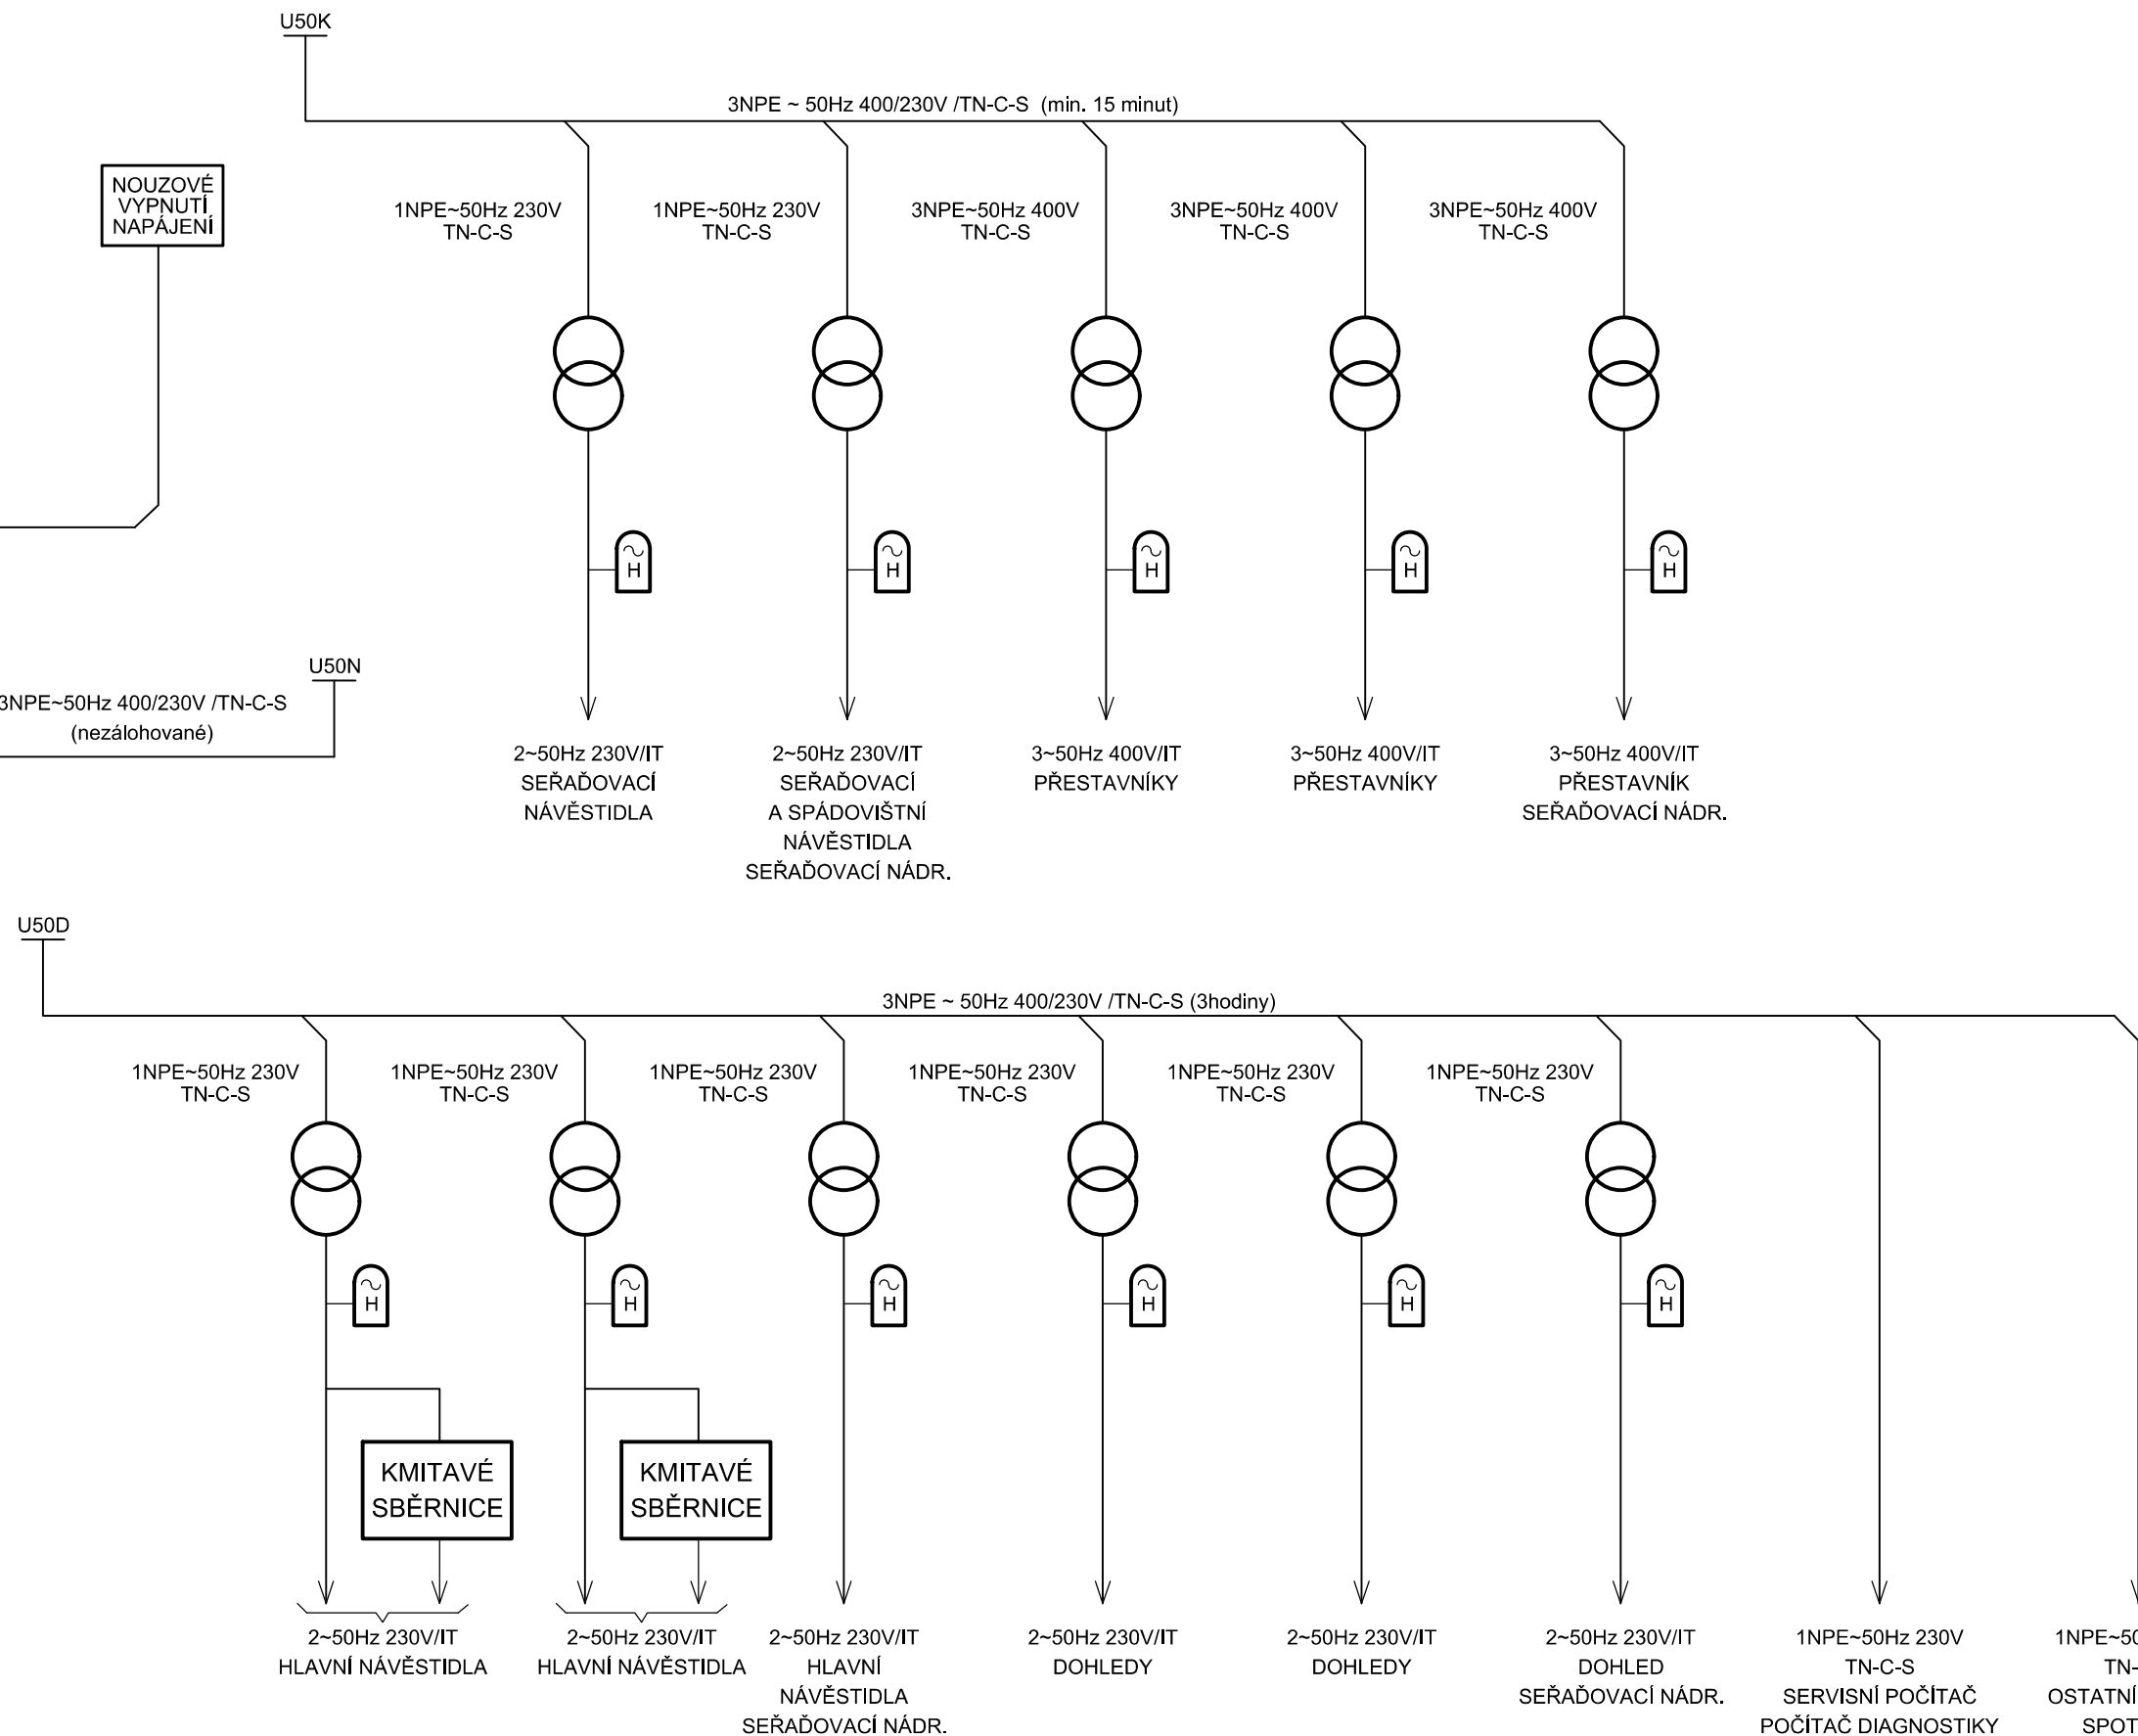 U50K
3NPE ~ 50Hz 400/230V /TN-C-S (min. 15 minut)
NOUZOVÉ
VYPNUTÍ
NAPÁJENÍ
1NPE~50Hz 230V
TN-C-S
1NPE~50Hz 230V
TN-C-S
3NPE~50Hz 400V
TN-C-S
3NPE~50Hz 400V
TN-C-S
3NPE~50Hz 400V
TN-C-S
H
H
H
H
H
U50N
3NPE~50Hz 400/230V /TN-C-S
(nezálohované)
2~50Hz 230V/IT
SEŘAĎOVACÍ
NÁVĚSTIDLA
2~50Hz 230V/IT
SEŘAĎOVACÍ
A SPÁDOVIŠTNÍ
NÁVĚSTIDLA
SEŘAĎOVACÍ NÁDR.
3~50Hz 400V/IT
PŘESTAVNÍKY
3~50Hz 400V/IT
PŘESTAVNÍKY
3~50Hz 400V/IT
PŘESTAVNÍK
SEŘAĎOVACÍ NÁDR.
U50D
3NPE ~ 50Hz 400/230V /TN-C-S (3hodiny)
1NPE~50Hz 230V
TN-C-S
1NPE~50Hz 230V
TN-C-S
1NPE~50Hz 230V
TN-C-S
1NPE~50Hz 230V
TN-C-S
1NPE~50Hz 230V
TN-C-S
1NPE~50Hz 230V
TN-C-S
H
H
H
H
H
H
KMITAVÉ
SBĚRNICE
KMITAVÉ
SBĚRNICE
2~50Hz 230V/IT
HLAVNÍ NÁVĚSTIDLA
2~50Hz 230V/IT
HLAVNÍ NÁVĚSTIDLA
2~50Hz 230V/IT
HLAVNÍ
NÁVĚSTIDLA
SEŘAĎOVACÍ NÁDR.
2~50Hz 230V/IT
DOHLEDY
2~50Hz 230V/IT
DOHLEDY
2~50Hz 230V/IT
DOHLED
SEŘAĎOVACÍ NÁDR.
1NPE~50Hz 230V
TN-C-S
SERVISNÍ POČÍTAČ
POČÍTAČ DIAGNOSTIKY
OSTATNÍ